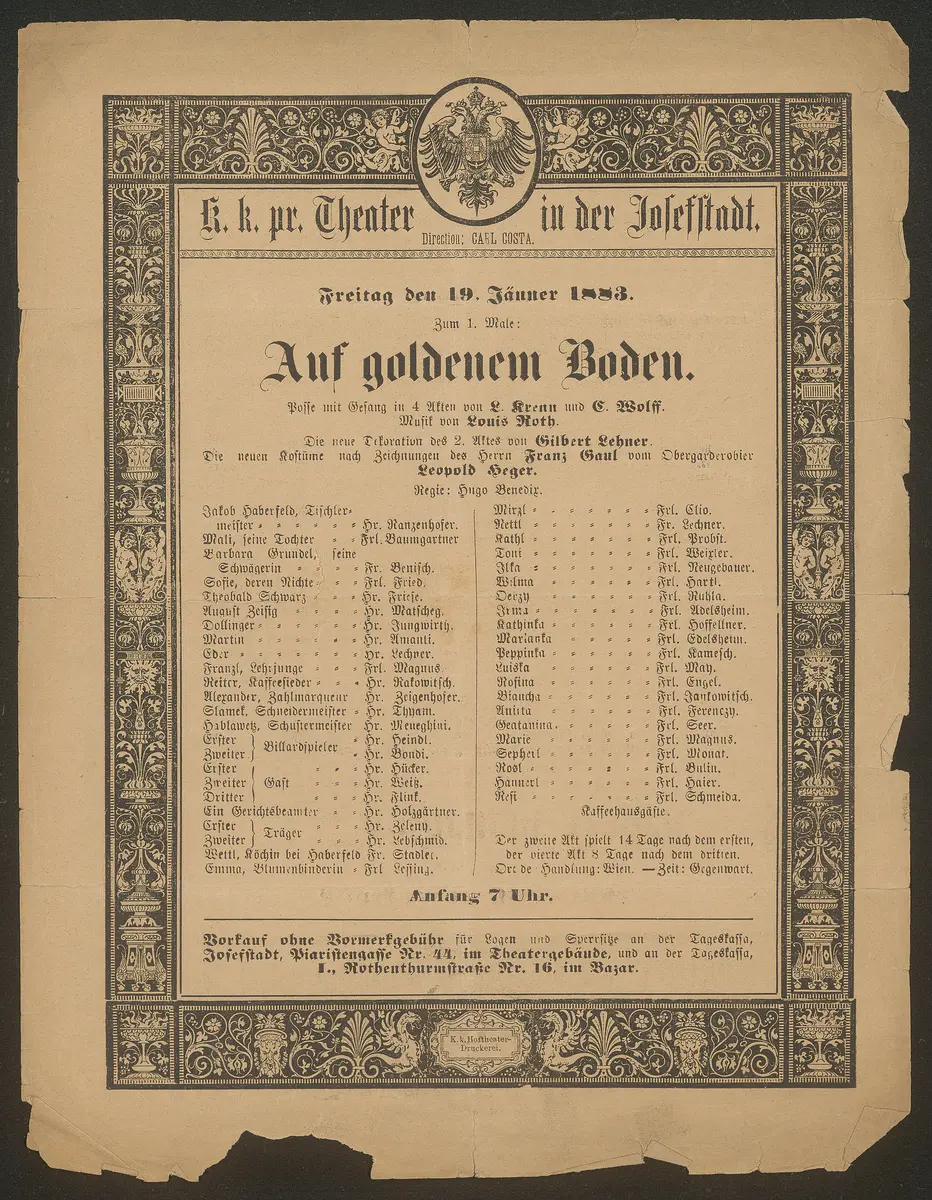 K. k. pr. Theater in der Josefstadt.
Direction: CARL COSTA.
Freitag den 19. Jänner 1883.
Zum 1. Male:
Auf goldenem Boden.
Posse mit Gesang in 4 Akten von L. Krenn und C. Wolff.
Musik von Louis Roth.
Die neue Dekoration des 2. Aktes von Gilbert Lehner.
Die neuen Kostüme nach Zeichnungen des Herrn Franz Gaul vom Obergarderobier
Leopold Heger.
Regie: Hugo Benedix.
Jakob Haberfeld, Tischler-
meister - - - - - - Hr. Ranzenhofer.
Mali, seine Tochter - - Frl. Baumgartner
Barbara Grundel, seine
Schwägerin - - - - Fr. Benisch.
Sofie, deren Nichte - - - Frl. Fried.
Theobald Schwarz - - - Hr. Friese.
August Zeisig - - - - Hr. Matscheg.
Dollinger - - - - - - Hr. Jungwirth.
Martin - - - - - - Hr. Amanti.
Eder - - - - - - - Hr. Lechner.
Franzl, Lehrjunge - - - Frl. Magnus.
Reiter, Kaffeesieder - - - Hr. Rakowitsch.
Alexander, Zahlmarqueur Hr. Zeigenhofer.
Slamek, Schneidermeister - Hr. Thyam.
Hablawetz, Schustermeister Hr. Meneghini.
Erster } Billardspieler - Hr. Heindl.
Zweiter } - Hr. Bondi.
Erster } - - - Hr. Hücker.
Zweiter } Gast - - - Hr. Weiß.
Dritter } - - - Hr. Flink.
Ein Gerichtsbeamter - - Hr. Holzgärtner.
Erster } Träger - - - Hr. Zeleny.
Zweiter } - - - Hr. Lebschmid.
Wettl, Köchin bei Haberfeld Fr. Stadler.
Emma, Blumenbinderin - Frl Lessing.
Mirzl - - - - - - - Frl. Clio.
Nettl - - - - - - - Fr. Lechner.
Kathl - - - - - - - Frl. Probst.
Toni - - - - - - - Fr. Weixler.
Ilka - - - - - - - Frl. Neugebauer.
Wilma - - - - - - Frl. Hartl.
Oerzy - - - - - - Frl. Ruhla.
Irma - - - - - - - Frl. Adelsheim.
Kathinka - - - - - - Frl. Hoffellner.
Marianka - - - - - - Frl. Edelsheim.
Peppinka - - - - - - Frl. Kamesch.
Luiska - - - - - - Frl. May.
Rosina - - - - - - Frl. Engel.
Biancha - - - - - - Frl. Jankowitsch.
Anitta - - - - - - Frl. Ferenczy.
Geatanina - - - - - Frl. Seer.
Marie - - - - - - Frl. Magnus.
Sepherl - - - - - - Frl. Monat.
Rosl - - - - - - - Frl. Bulin.
Hannerl - - - - - - Frl. Haier.
Resi - - - - - - - Frl. Schmeida.
Kaffeehausgäste.
Der zweite Akt spielt 14 Tage nach dem ersten,
der vierte Akt 8 Tage nach dem dritten.
Ort de Handlung: Wien. — Zeit: Gegenwart.
Anfang 7 Uhr.
Vorkauf ohne Vormerkgebühr für Logen und Sperrsitze an der Tageskassa,
Josefstadt, Piaristengasse Nr. 44, im Theatergebäude, und an der Tageskassa,
I., Rothenthurmstraße Nr. 16, im Bazar.
K. k. Hoftheater-
Druckerei.